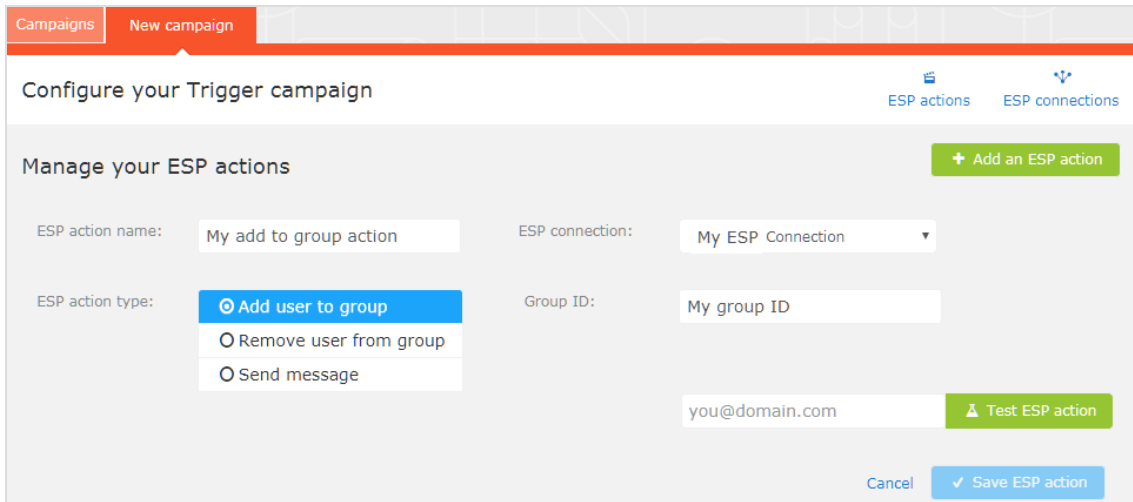 Campaigns New campaign
Configure your Trigger campaign
ESP actions ESP connections
Manage your ESP actions
Add an ESP action
ESP action name: My add to group action ESP connection: My ESP Connection
ESP action type: Add user to group Group ID: My group ID
Remove user from group
Send message
you@domain.com Test ESP action
Cancel Save ESP action